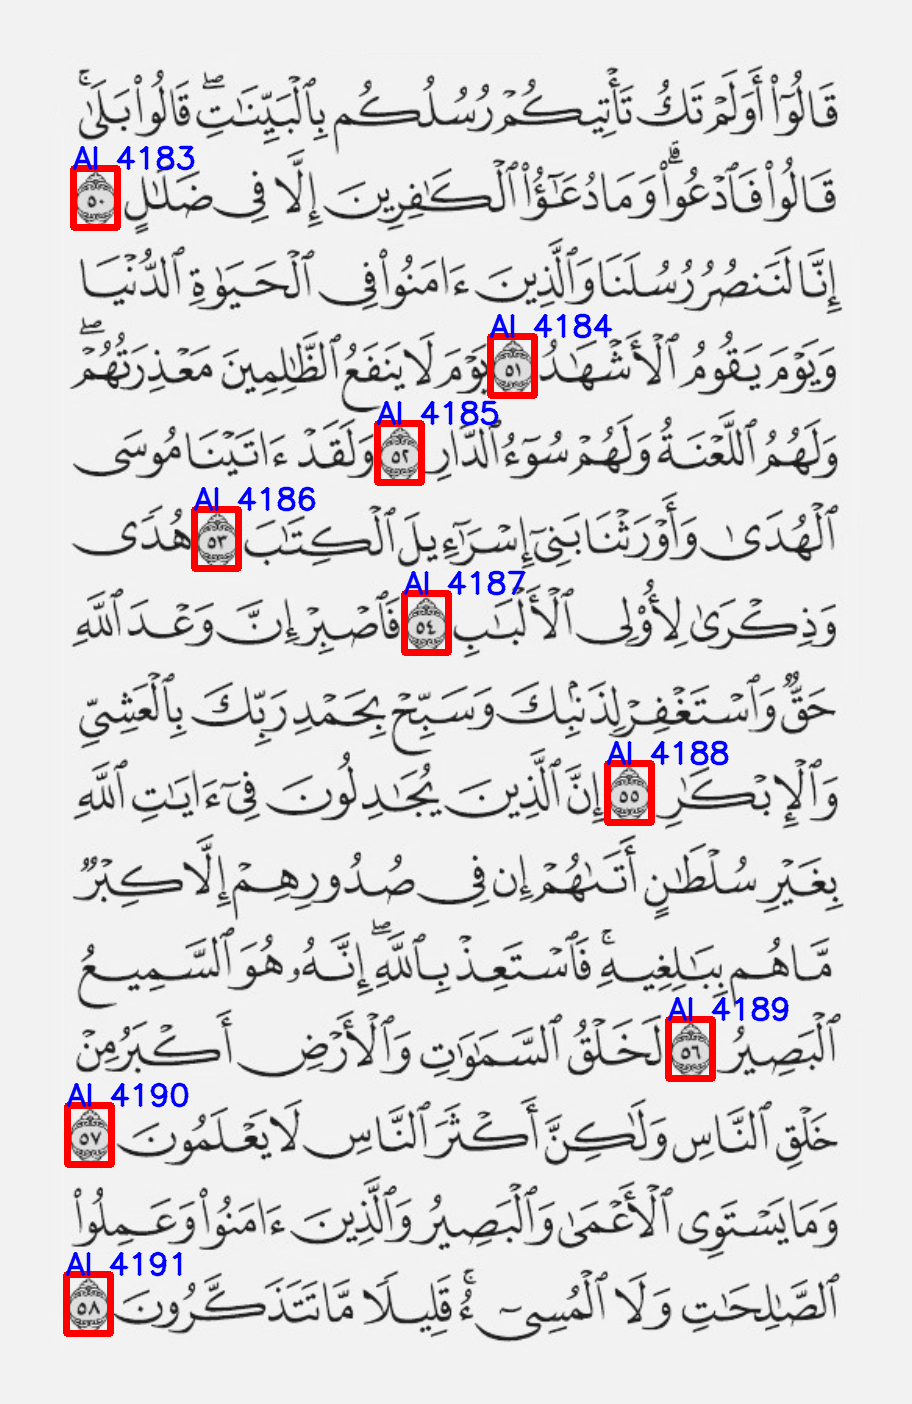 قَالُوٓا۟ أَوَلَمْ تَكُ تَأْتِيكُمْ رُسُلُكُم بِٱلْبَيِّنَٰتِ ۖ قَالُوا۟ بَلَىٰ ۚ
AI 4183
قَالُوا۟ فَٱدْعُوا۟ ۗ وَمَا دُعَٰٓؤُا۟ ٱلْكَٰفِرِينَ إِلَّا فِى ضَلَٰلٍ ٥٠
إِنَّا لَنَنصُرُ رُسُلَنَا وَٱلَّذِينَ ءَامَنُوا۟ فِى ٱلْحَيَوٰةِ ٱلدُّنْيَا
AI 4184
وَيَوْمَ يَقُومُ ٱلْأَشْهَٰدُ ٥١ يَوْمَ لَا يَنفَعُ ٱلظَّٰلِمِينَ مَعْذِرَتُهُمْ ۖ
AI 4185
وَلَهُمُ ٱللَّعْنَةُ وَلَهُمْ سُوٓءُ ٱلدَّارِ ٥٢ وَلَقَدْ ءَاتَيْنَا مُوسَى
AI 4186
ٱلْهُدَىٰ وَأَوْرَثْنَا بَنِىٓ إِسْرَٰٓءِيلَ ٱلْكِتَٰبَ ٥٣ هُدًى
AI 4187
وَذِكْرَىٰ لِأُو۟لِى ٱلْأَلْبَٰبِ ٥٤ فَٱصْبِرْ إِنَّ وَعْدَ ٱللَّهِ
حَقٌّ وَٱسْتَغْفِرْ لِذَنۢبِكَ وَسَبِّحْ بِحَمْدِ رَبِّكَ بِٱلْعَشِىِّ
AI 4188
وَٱلْإِبْكَٰرِ ٥٥ إِنَّ ٱلَّذِينَ يُجَٰدِلُونَ فِىٓ ءَايَٰتِ ٱللَّهِ
بِغَيْرِ سُلْطَٰنٍ أَتَىٰهُمْ إِن فِى صُدُورِهِمْ إِلَّا كِبْرٌ
مَّا هُم بِبَٰلِغِيهِ ۚ فَٱسْتَعِذْ بِٱللَّهِ ۖ إِنَّهُۥ هُوَ ٱلسَّمِيعُ
AI 4189
ٱلْبَصِيرُ ٥٦ لَخَلْقُ ٱلسَّمَٰوَٰتِ وَٱلْأَرْضِ أَكْبَرُ مِنْ
AI 4190
خَلْقِ ٱلنَّاسِ وَلَٰكِنَّ أَكْثَرَ ٱلنَّاسِ لَا يَعْلَمُونَ ٥٧
وَمَا يَسْتَوِى ٱلْأَعْمَىٰ وَٱلْبَصِيرُ وَٱلَّذِينَ ءَامَنُوا۟ وَعَمِلُوا۟
AI 4191
ٱلصَّٰلِحَٰتِ وَلَا ٱلْمُسِىٓءُ ۚ قَلِيلًا مَّا تَتَذَكَّرُونَ ٥٨